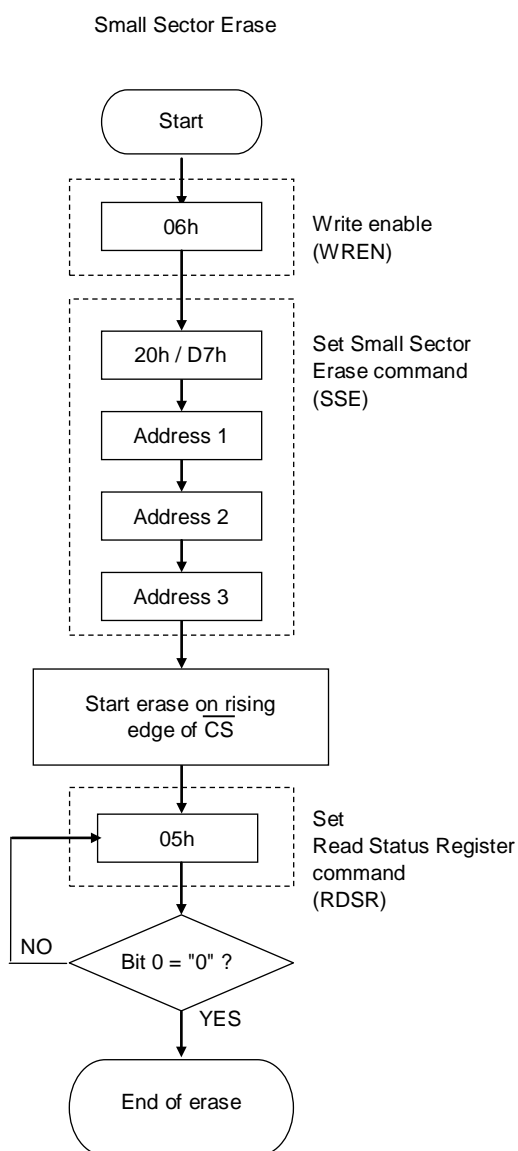 Small Sector Erase
Start
06h
Write enable
(WREN)
20h / D7h
Set Small Sector
Erase command
(SSE)
Address 1
Address 2
Address 3
Start erase on rising
edge of C̅S̅
05h
Set
Read Status Register
command
(RDSR)
NO
Bit 0 = "0" ?
YES
End of erase